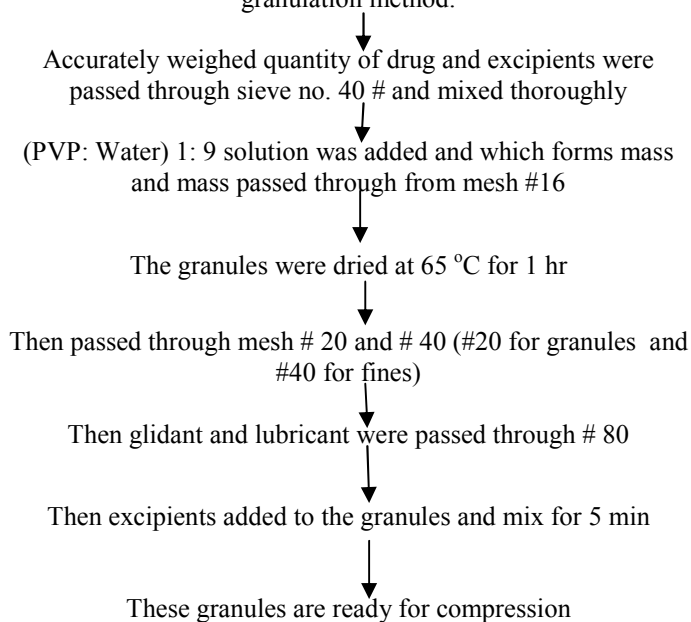 granulation method.
Accurately weighed quantity of drug and excipients were
passed through sieve no. 40 # and mixed thoroughly
(PVP: Water) 1: 9 solution was added and which forms mass
and mass passed through from mesh #16
The granules were dried at 65 °C for 1 hr
Then passed through mesh # 20 and # 40 (#20 for granules and
#40 for fines)
Then glidant and lubricant were passed through # 80
Then excipients added to the granules and mix for 5 min
These granules are ready for compression